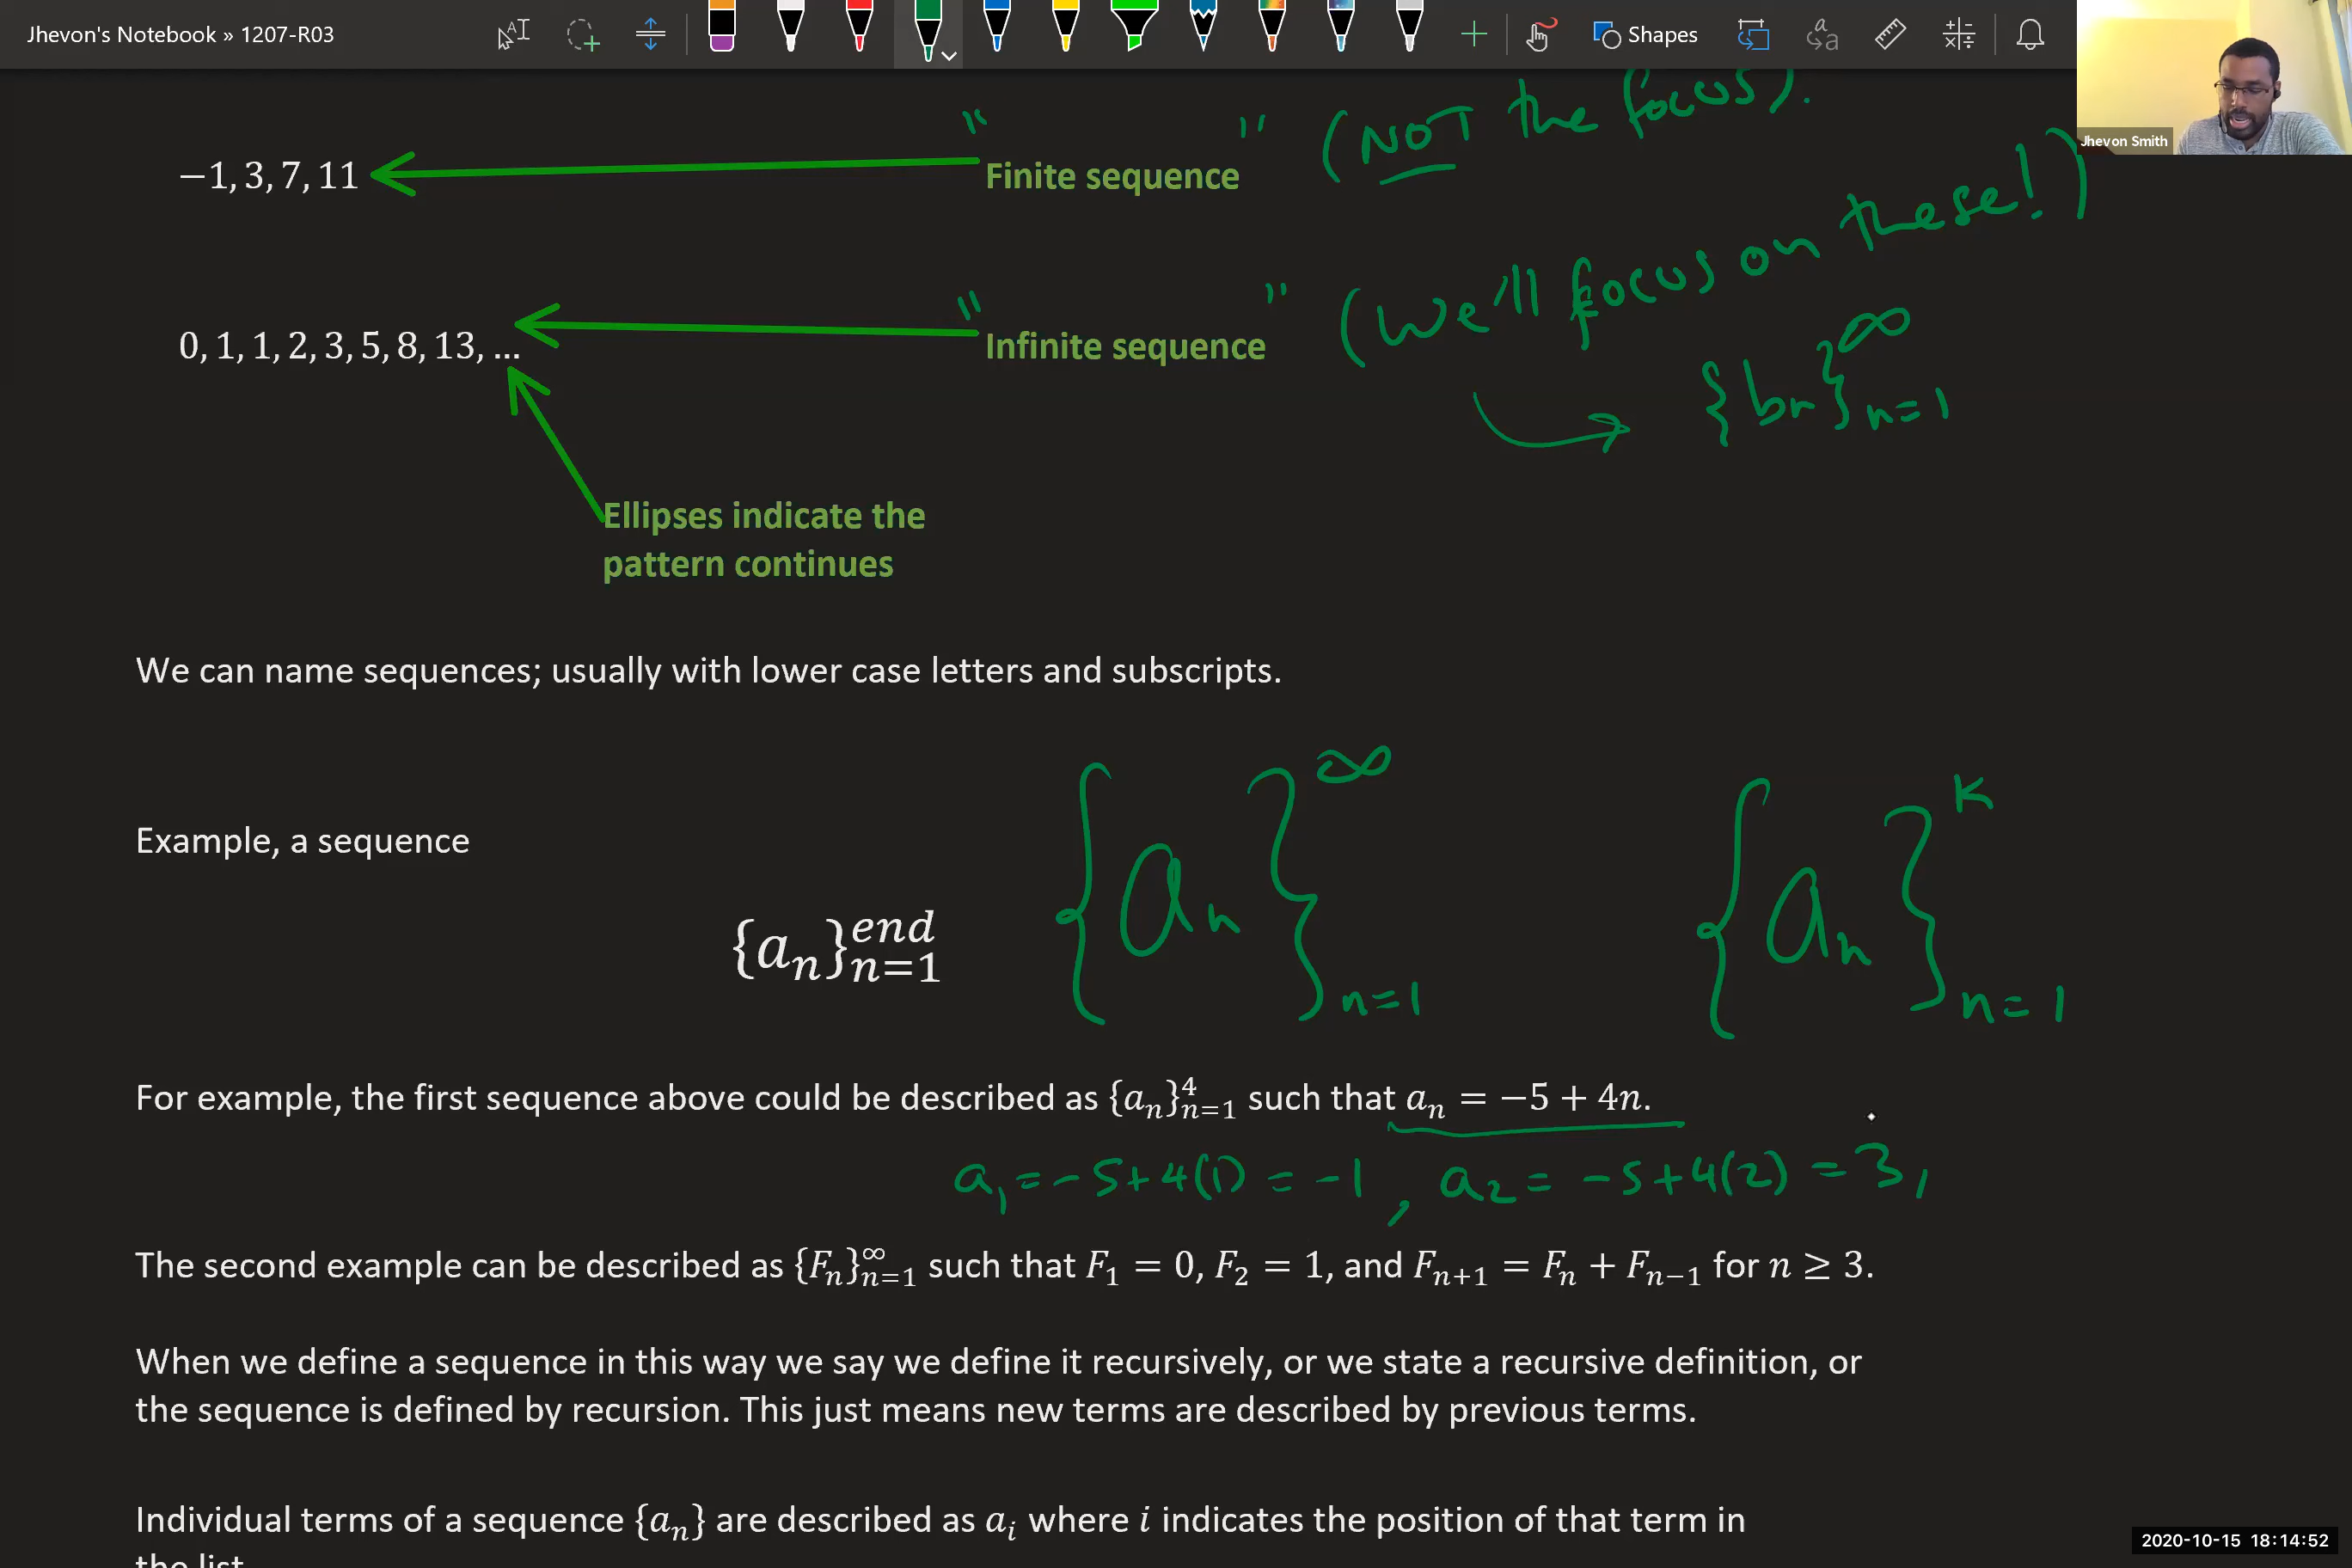 Jhevon's Notebook » 1207-R03
Shapes
Jhevon Smith
" Finite sequence " (NOT the focus).
−1, 3, 7, 11
0, 1, 1, 2, 3, 5, 8, 13, ...
" Infinite sequence " (We'll focus on these!)
{bn}∞n=1
Ellipses indicate the
pattern continues
We can name sequences; usually with lower case letters and subscripts.
Example, a sequence
{aₙ}ᵉⁿᵈₙ₌₁ {aₙ}∞ₙ₌₁ {aₙ}ᴷₙ₌₁
For example, the first sequence above could be described as {aₙ}⁴ₙ₌₁ such that aₙ = −5 + 4n.
a₁ = −5+4(1) = −1, a₂ = −5+4(2) = 3,
The second example can be described as {Fₙ}∞ₙ₌₁ such that F₁ = 0, F₂ = 1, and Fₙ₊₁ = Fₙ + Fₙ₋₁ for n ≥ 3.
When we define a sequence in this way we say we define it recursively, or we state a recursive definition, or
the sequence is defined by recursion. This just means new terms are described by previous terms.
Individual terms of a sequence {aₙ} are described as aᵢ where i indicates the position of that term in
the list
2020-10-15 18:14:52